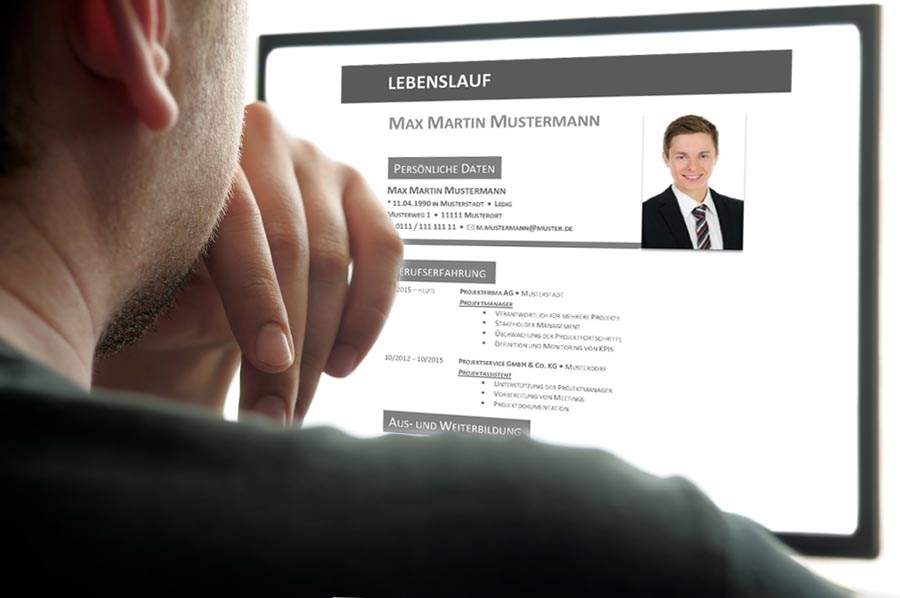 LEBENSLAUF
MAX MARTIN MUSTERMANN
PERSÖNLICHE DATEN
MAX MARTIN MUSTERMANN
* 11.04.1990 IN MUSTERSTADT • LEDIG
MUSTERWEG 1 • 11111 MUSTERORT
0111 / 111 111 11 • ✉ M.MUSTERMANN@MUSTER.DE
ERUFSERFAHRUNG
2015 – HEUTE PROJEKTFIRMA AG • MUSTERSTADT
PROJEKTMANAGER
• VERANTWORTLICH FÜR MEHRERE PROJEKTE
• STAKEHOLDER MANAGEMENT
• ÜBERWACHUNG DER PROJEKTFORTSCHRITTE
• DEFINITION UND MONITORING VON KPIS
10/2012 – 10/2015 PROJEKTSERVICE GMBH & CO. KG • MUSTERDORF
PROJEKTASSISTENT
• UNTERSTÜTZUNG DER PROJEKTMANAGER
• VORBEREITUNG VON MEETINGS
• PROJEKTDOKUMENTATION
AUS- UND WEITERBILDUNG